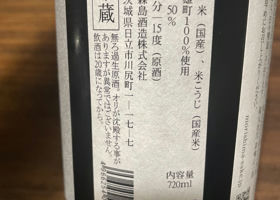 米(国産)、米こうじ(国産米)
雄町100%使用
50%
分 15度(原酒)
森島酒造株式会社
茨城県日立市川尻町1-17-7
蔵
無ろ過生原酒。オリが沈殿する事が
ありますが異常ではございません。
飲酒は20歳になってから。
内容量
720ml